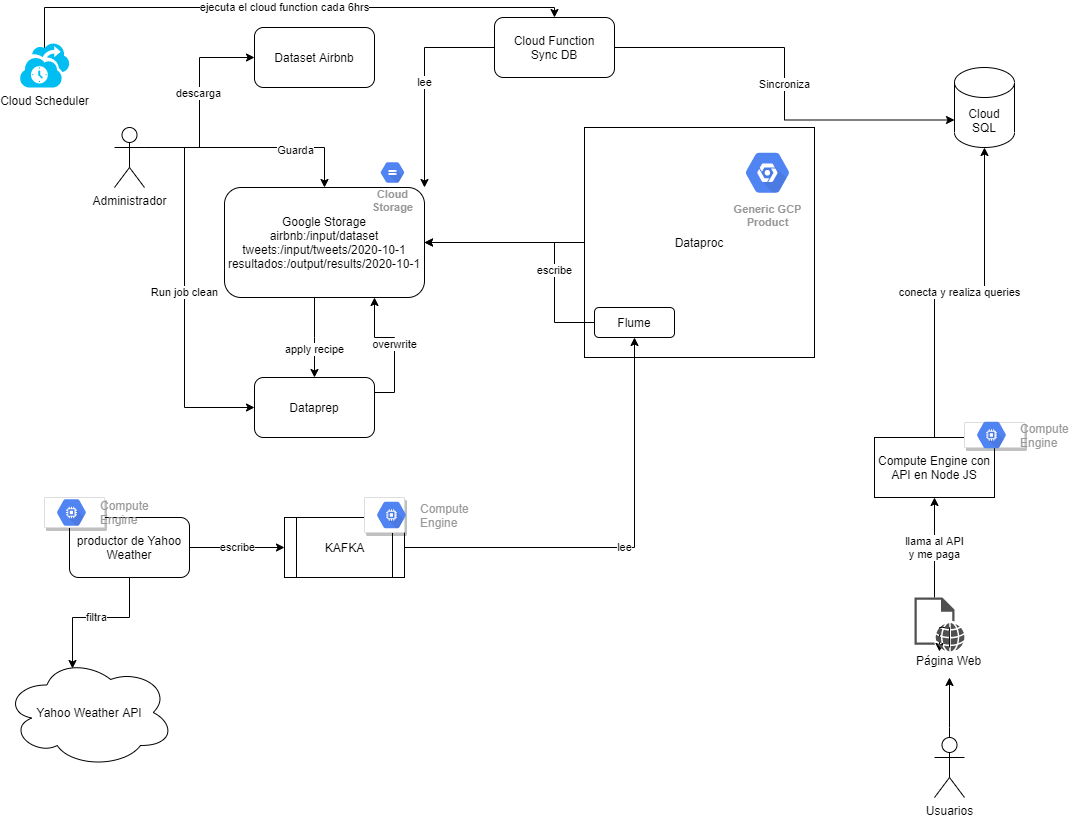 ejecuta el cloud function cada 6hrs
Cloud Scheduler
Dataset Airbnb
descarga
Cloud Function
Sync DB
lee
Sincroniza
Cloud
SQL
Administrador
Guarda
Cloud
Storage
Google Storage
airbnb:/input/dataset
tweets:/input/tweets/2020-10-1
resultados:/output/results/2020-10-1
Generic GCP
Product
Dataproc
escribe
Flume
Run job clean
apply recipe
overwrite
Dataprep
conecta y realiza queries
Compute
Engine
Compute Engine con
API en Node JS
Compute
Engine
productor de Yahoo
Weather
escribe
KAFKA
Compute
Engine
lee
filtra
Yahoo Weather API
llama al API
y me paga
Página Web
Usuarios